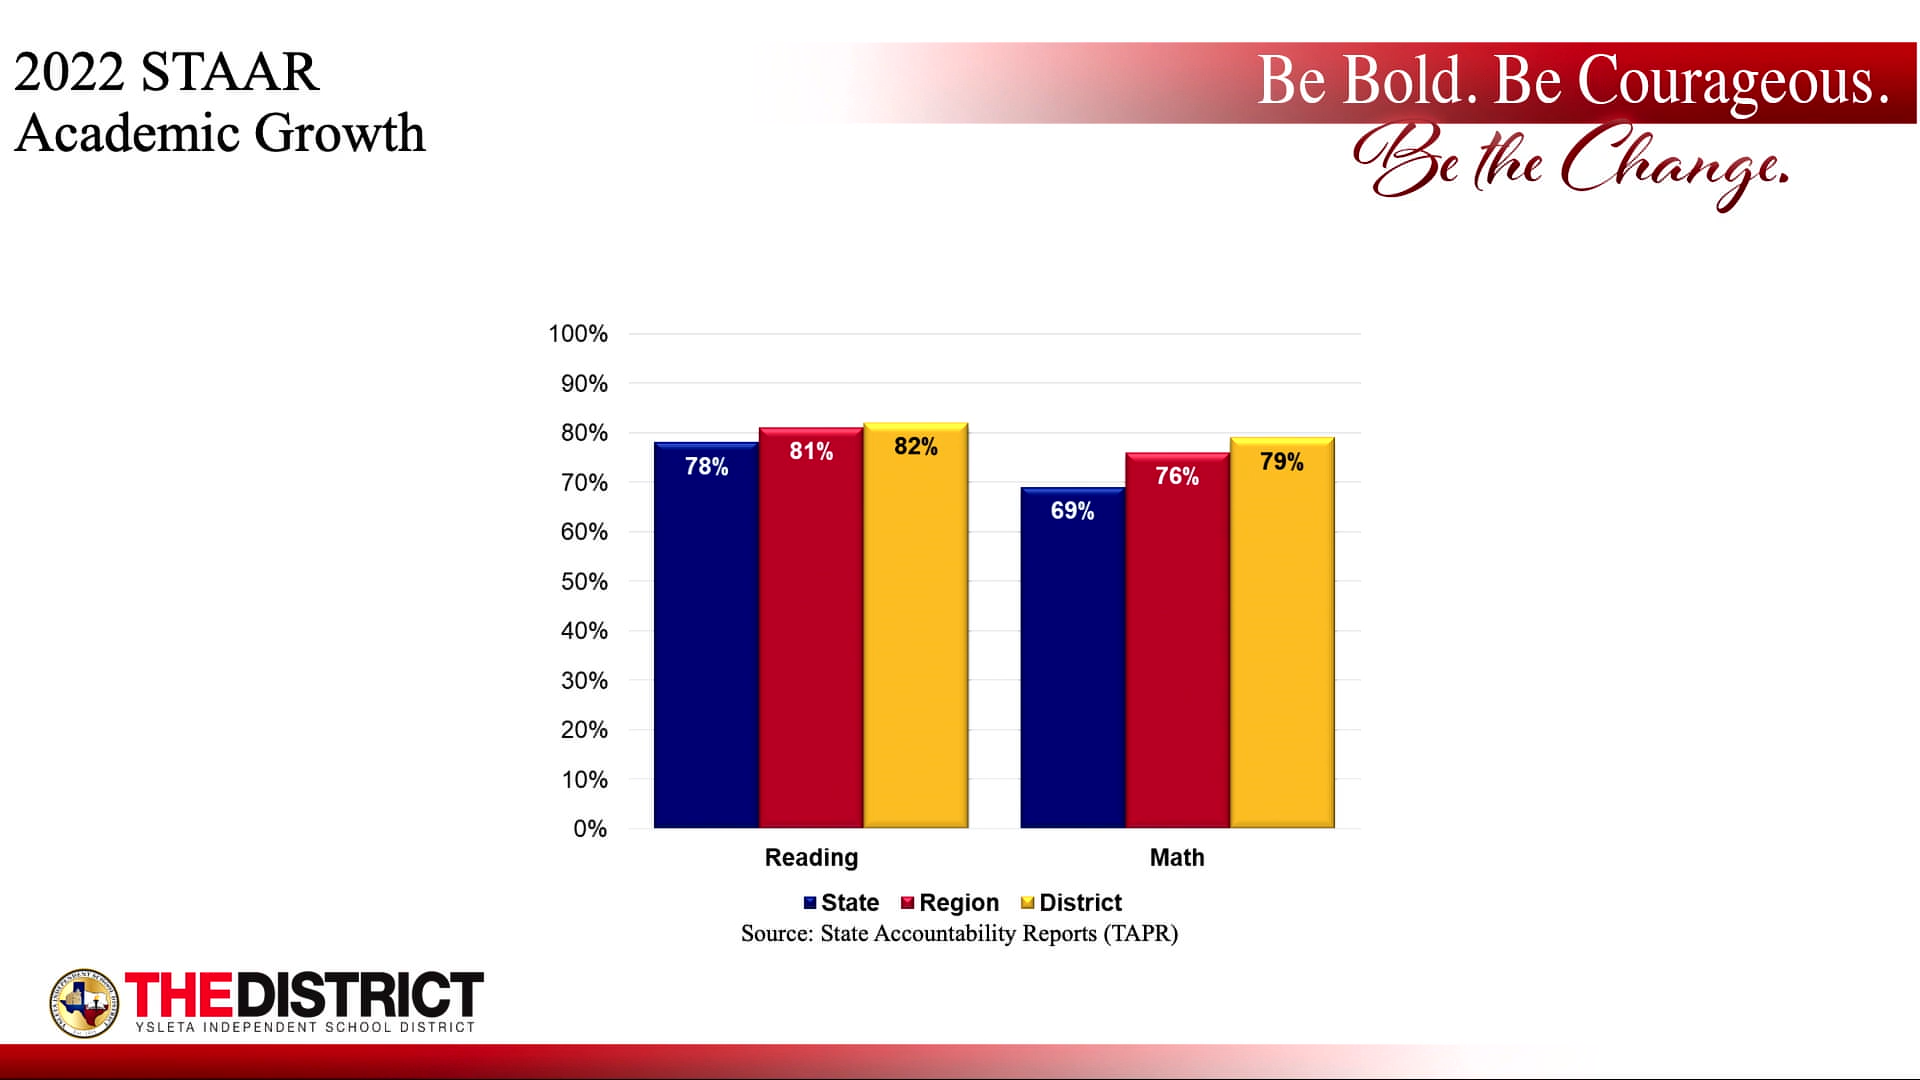 2022 STAAR
Academic Growth
Be Bold. Be Courageous.
Be the Change.
100%
90%
80%
70%
60%
50%
40%
30%
20%
10%
0%
78%
81%
82%
69%
76%
79%
Reading
Math
State Region District
Source: State Accountability Reports (TAPR)
THEDISTRICT
YSLETA INDEPENDENT SCHOOL DISTRICT